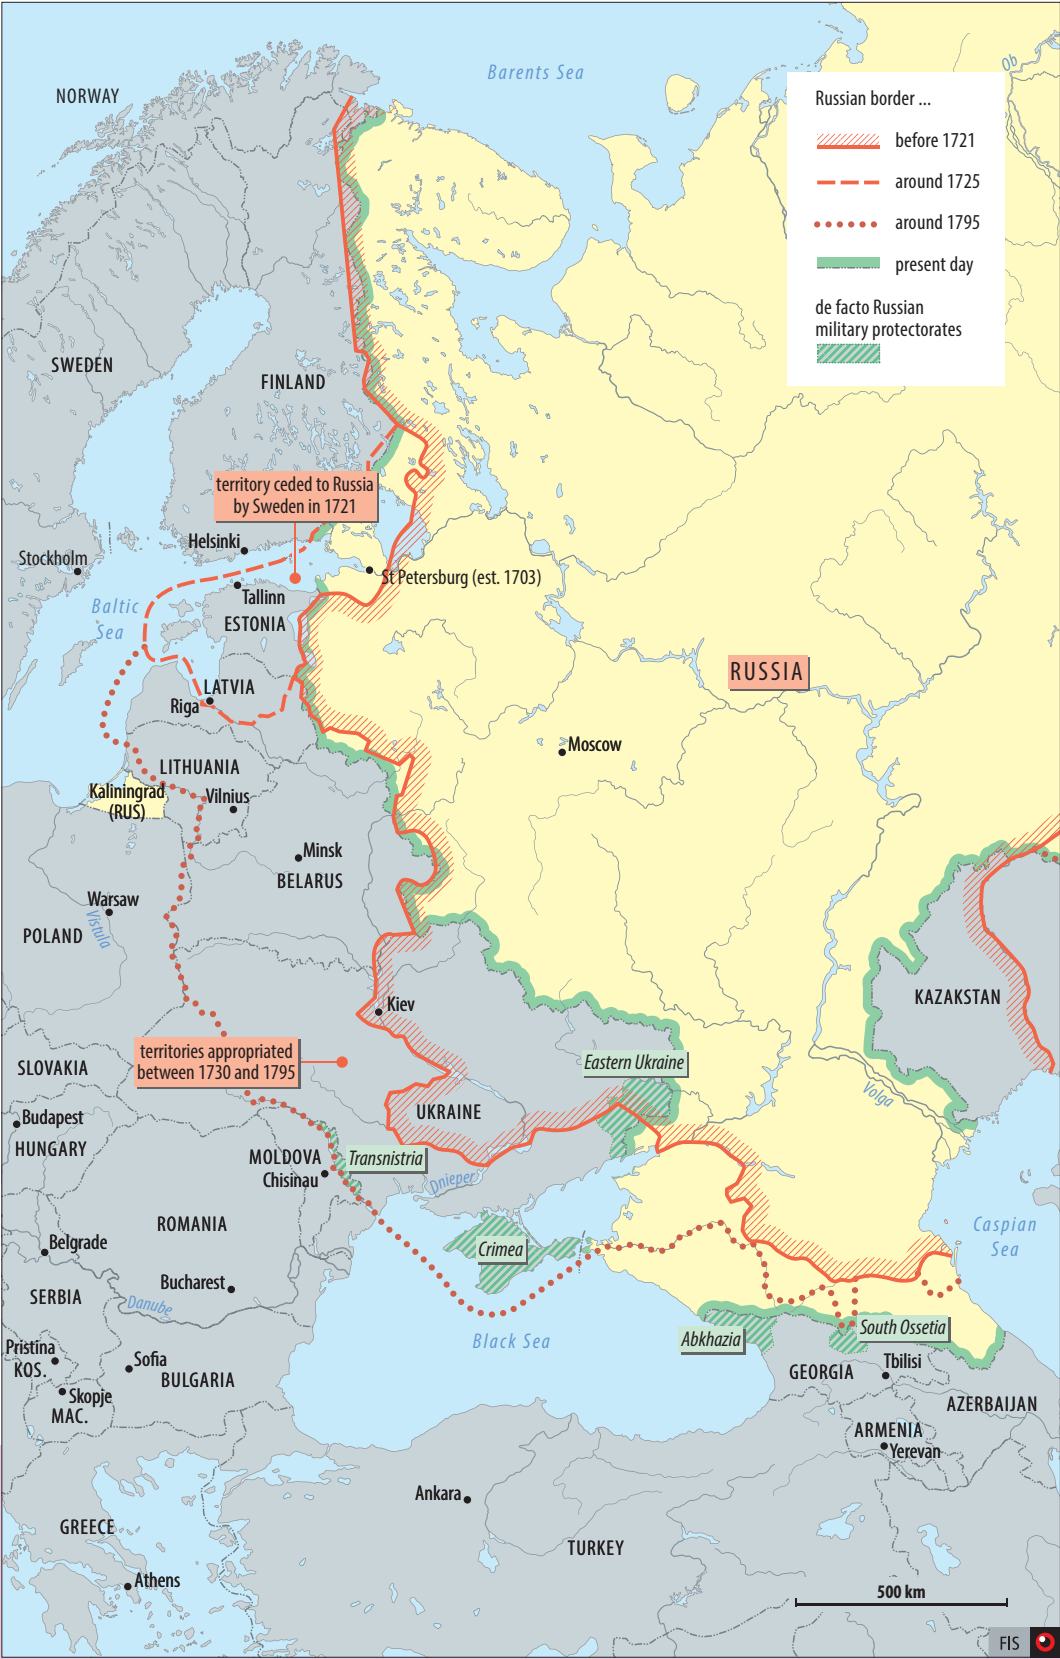 Barents Sea
Ob
NORWAY
Russian border ...
before 1721
around 1725
around 1795
present day
de facto Russian
military protectorates
SWEDEN
FINLAND
territory ceded to Russia
by Sweden in 1721
Helsinki
Stockholm
St Petersburg (est. 1703)
Tallinn
Baltic
Sea
ESTONIA
RUSSIA
LATVIA
Riga
Moscow
LITHUANIA
Kaliningrad
(RUS)
Vilnius
Minsk
BELARUS
Warsaw
Vistula
POLAND
KAZAKSTAN
Kiev
territories appropriated
between 1730 and 1795
SLOVAKIA
Eastern Ukraine
Volga
UKRAINE
Budapest
HUNGARY
MOLDOVA
Chisinau
Transnistria
Dnieper
ROMANIA
Caspian
Sea
Belgrade
Crimea
Bucharest
SERBIA
Danube
Black Sea
Abkhazia
South Ossetia
Pristina
KOS.
Sofia
BULGARIA
Tbilisi
GEORGIA
Skopje
MAC.
AZERBAIJAN
ARMENIA
Yerevan
Ankara
GREECE
TURKEY
Athens
500 km
FIS